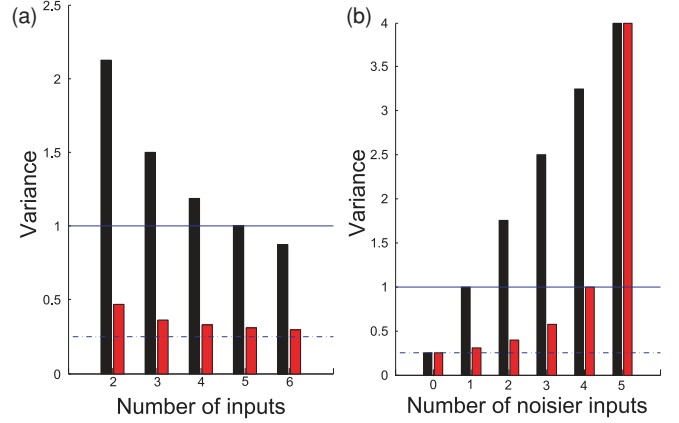 (a)
2.5
2
1.5
1
0.5
0
Variance
2 3 4 5 6
Number of inputs
(b)
4
3.5
3
2.5
2
1.5
1
0.5
0
Variance
0 1 2 3 4 5
Number of noisier inputs